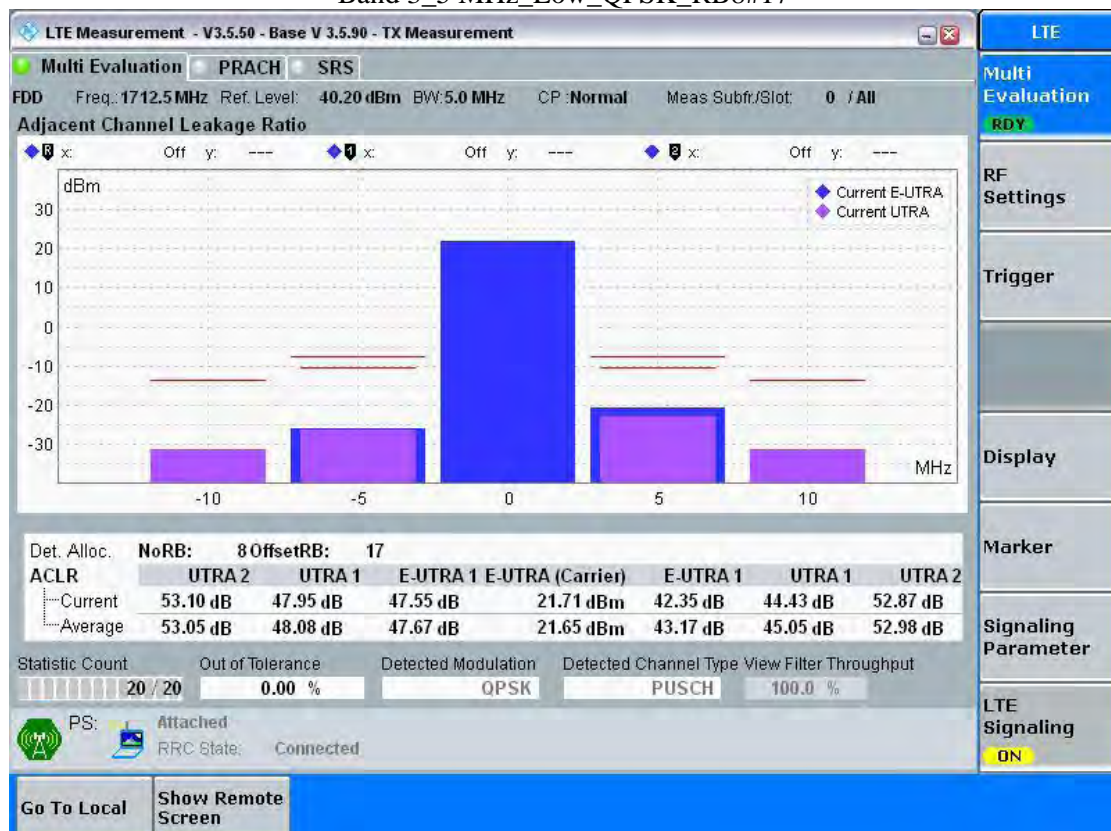 LTE Measurement - V3.5.50 - Base V 3.5.90 - TX Measurement
LTE
Multi Evaluation PRACH SRS
Multi
Evaluation
RDY
FDD Freq.: 1712.5 MHz Ref. Level: 40.20 dBm BW: 5.0 MHz CP :Normal Meas Subfr./Slot: 0 / All
Adjacent Channel Leakage Ratio
R x: Off y: --- 1 x: Off y: --- 2 x: Off y: ---
RF
Settings
dBm
Current E-UTRA
Current UTRA
30
20
10
0
-10
-20
-30
MHz
-10 -5 0 5 10
Trigger
Display
Marker
Signaling
Parameter
LTE
Signaling
ON
Det. Alloc. NoRB: 8 OffsetRB: 17
ACLR UTRA 2 UTRA 1 E-UTRA 1 E-UTRA (Carrier) E-UTRA 1 UTRA 1 UTRA 2
Current 53.10 dB 47.95 dB 47.55 dB 21.71 dBm 42.35 dB 44.43 dB 52.87 dB
Average 53.05 dB 48.08 dB 47.67 dB 21.65 dBm 43.17 dB 45.05 dB 52.98 dB
Statistic Count Out of Tolerance Detected Modulation Detected Channel Type View Filter Throughput
20 / 20 0.00 % QPSK PUSCH 100.0 %
PS: Attached
RRC State: Connected
Go To Local
Show Remote
Screen